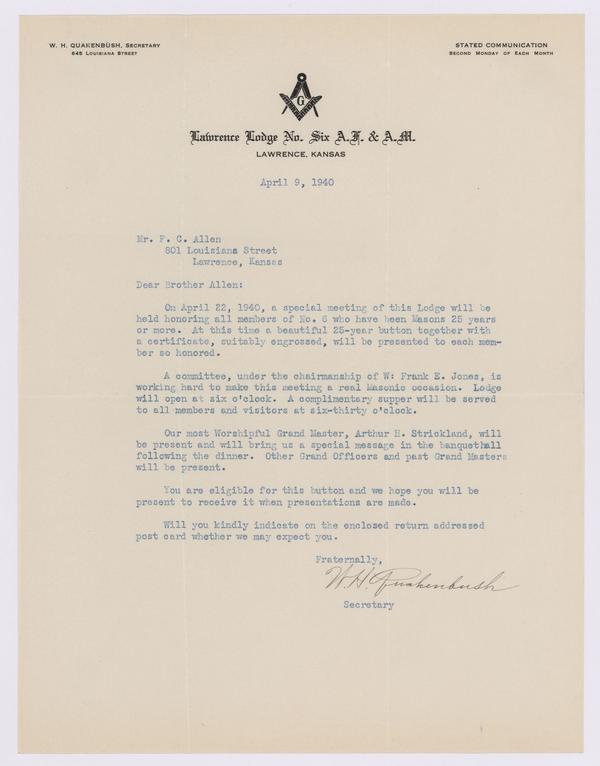 W. H. QUAKENBUSH, SECRETARY
645 LOUISIANA STREET
STATED COMMUNICATION
SECOND MONDAY OF EACH MONTH
G
Lawrence Lodge No. Six A.F. & A.M.
LAWRENCE, KANSAS
April 9, 1940
Mr. F. C. Allen
801 Louisiana Street
Lawrence, Kansas
Dear Brother Allen:
On April 22, 1940, a special meeting of this Lodge will be
held honoring all members of No. 6 who have been Masons 25 years
or more. At this time a beautiful 25-year button together with
a certificate, suitably engrossed, will be presented to each mem-
ber so honored.
A committee, under the chairmanship of W: Frank E. Jones, is
working hard to make this meeting a real Masonic occasion. Lodge
will open at six o'clock. A complimentary supper will be served
to all members and visitors at six-thirty o'clock.
Our most Worshipful Grand Master, Arthur H. Strickland, will
be present and will bring us a special message in the banquethall
following the dinner. Other Grand Officers and past Grand Masters
will be present.
You are eligible for this button and we hope you will be
present to receive it when presentations are made.
Will you kindly indicate on the enclosed return addressed
post card whether we may expect you.
Fraternally,
W. H. Quakenbush
Secretary